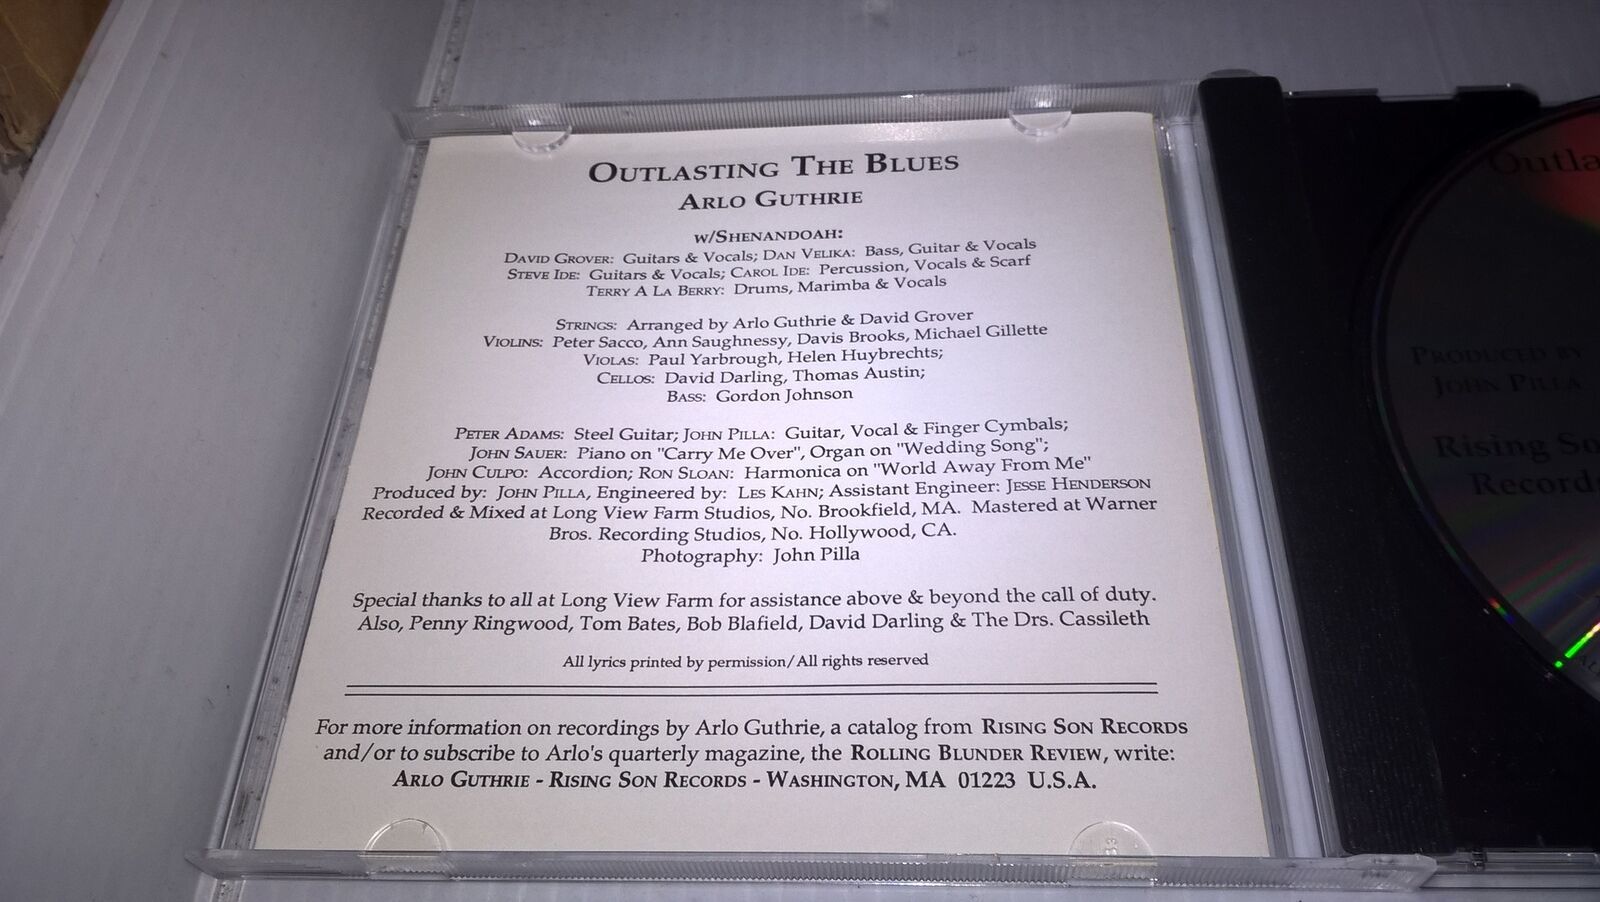 OUTLASTING THE BLUES
ARLO GUTHRIE
W/SHENANDOAH:
DAVID GROVER: Guitars & Vocals; DAN VELIKA: Bass, Guitar & Vocals
STEVE IDE: Guitars & Vocals; CAROL IDE: Percussion, Vocals & Scarf
TERRY A LA BERRY: Drums, Marimba & Vocals
STRINGS: Arranged by Arlo Guthrie & David Grover
VIOLINS: Peter Sacco, Ann Saughnessy, Davis Brooks, Michael Gillette
VIOLAS: Paul Yarbrough, Helen Huybrechts;
CELLOS: David Darling, Thomas Austin;
BASS: Gordon Johnson
PETER ADAMS: Steel Guitar; JOHN PILLA: Guitar, Vocal & Finger Cymbals;
JOHN SAUER: Piano on "Carry Me Over", Organ on "Wedding Song";
JOHN CULPO: Accordion; RON SLOAN: Harmonica on "World Away From Me"
Produced by: JOHN PILLA, Engineered by: LES KAHN; Assistant Engineer: JESSE HENDERSON
Recorded & Mixed at Long View Farm Studios, No. Brookfield, MA. Mastered at Warner
Bros. Recording Studios, No. Hollywood, CA.
Photography: John Pilla
Special thanks to all at Long View Farm for assistance above & beyond the call of duty.
Also, Penny Ringwood, Tom Bates, Bob Blafield, David Darling & The Drs. Cassileth
All lyrics printed by permission/All rights reserved
For more information on recordings by Arlo Guthrie, a catalog from RISING SON RECORDS
and/or to subscribe to Arlo's quarterly magazine, the ROLLING BLUNDER REVIEW, write:
ARLO GUTHRIE - RISING SON RECORDS - WASHINGTON, MA 01223 U.S.A.
Outla
PRODUCED BY
JOHN PILLA
Rising So
Record